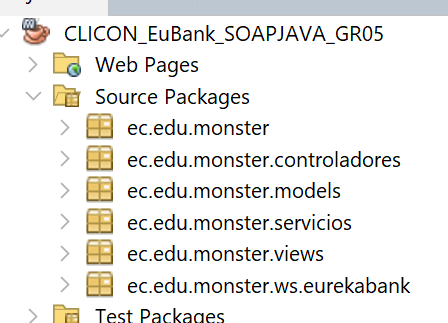 CLICON_EuBank_SOAPJAVA_GR05
Web Pages
Source Packages
ec.edu.monster
ec.edu.monster.controladores
ec.edu.monster.models
ec.edu.monster.servicios
ec.edu.monster.views
ec.edu.monster.ws.eurekabank
Test Packages